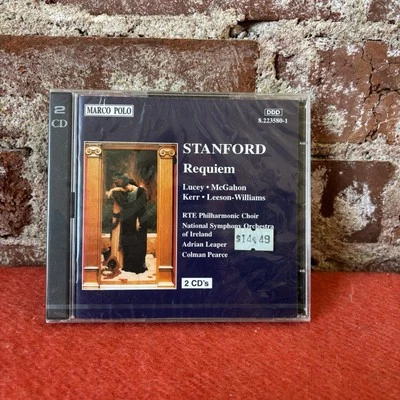 2
CD
MARCO POLO
DDD
8.223580-1
STANFORD
Requiem
Lucey • McGahon
Kerr • Leeson-Williams
RTE Philharmonic Choir
National Symphony Orchestra
of Ireland
Adrian Leaper
Colman Pearce
$14.49
2 CD's